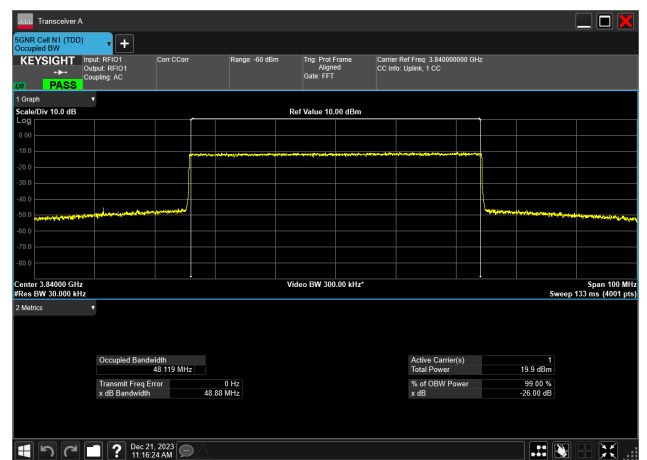 Transceiver A
5GNR Cell N1 (TDD)
Occupied BW
KEYSIGHT
LV
PASS
Input: RFIO1
Output: RFIO1
Coupling: AC
Corr CCorr
Range: -60 dBm
Trig: Prot Frame
Aligned
Gate: FFT
Carrier Ref Freq: 3.840000000 GHz
CC Info: Uplink, 1 CC
1 Graph
Scale/Div 10.0 dB
Ref Value 10.00 dBm
Log
0.00
-10.0
-20.0
-30.0
-40.0
-50.0
-60.0
-70.0
-80.0
Center 3.84000 GHz
#Res BW 30.000 kHz
Video BW 300.00 kHz*
Span 100 MHz
Sweep 133 ms (4001 pts)
2 Metrics
Occupied Bandwidth
48.119 MHz
Transmit Freq Error 0 Hz
x dB Bandwidth 48.88 MHz
Active Carrier(s) 1
Total Power 19.9 dBm
% of OBW Power 99.00 %
x dB -26.00 dB
Dec 21, 2023
11:16:24 AM